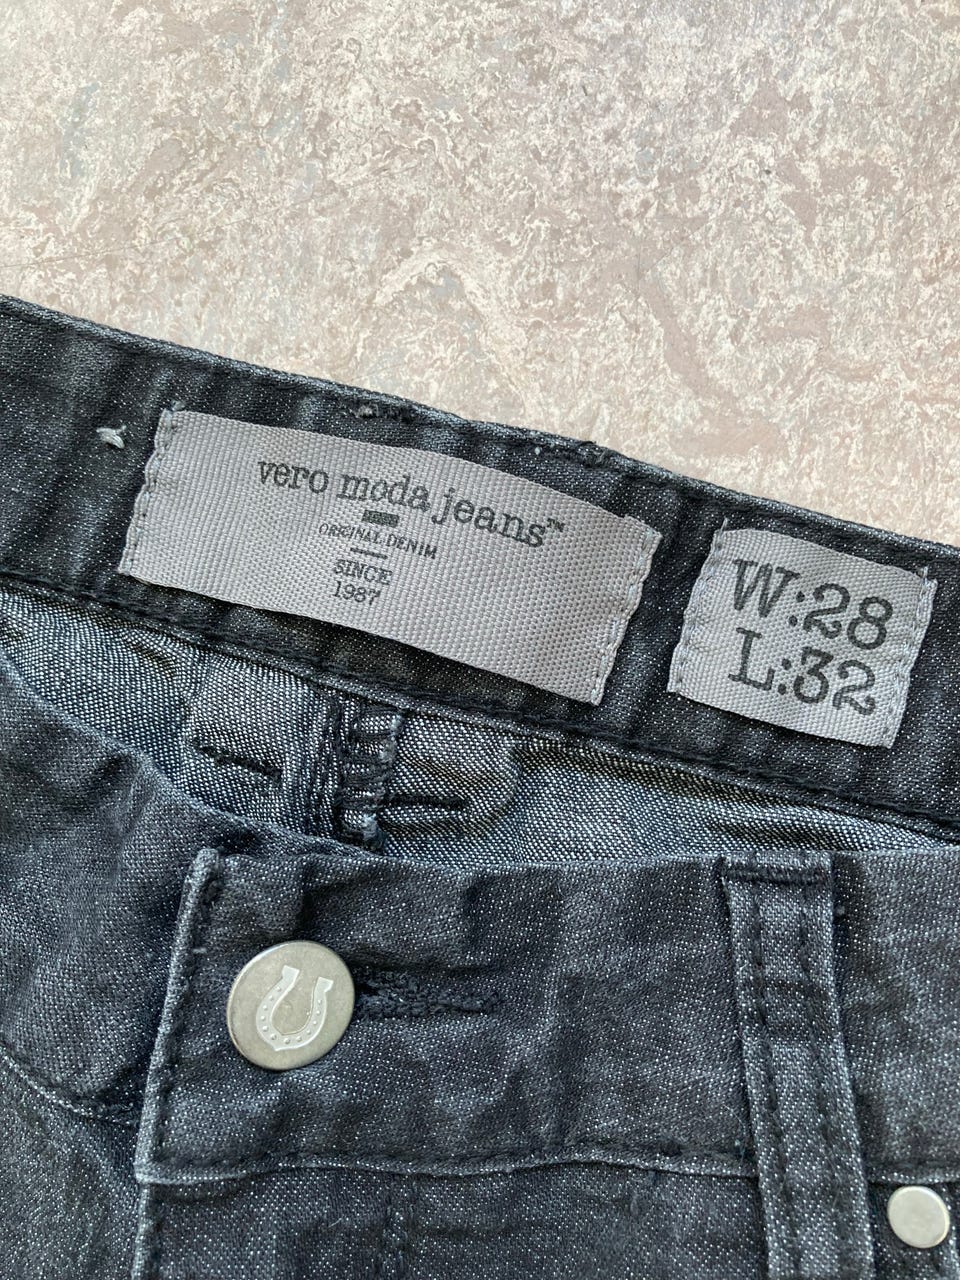 vero moda jeans™
ORIGINAL DENIM
SINCE
1987
W:28
L:32